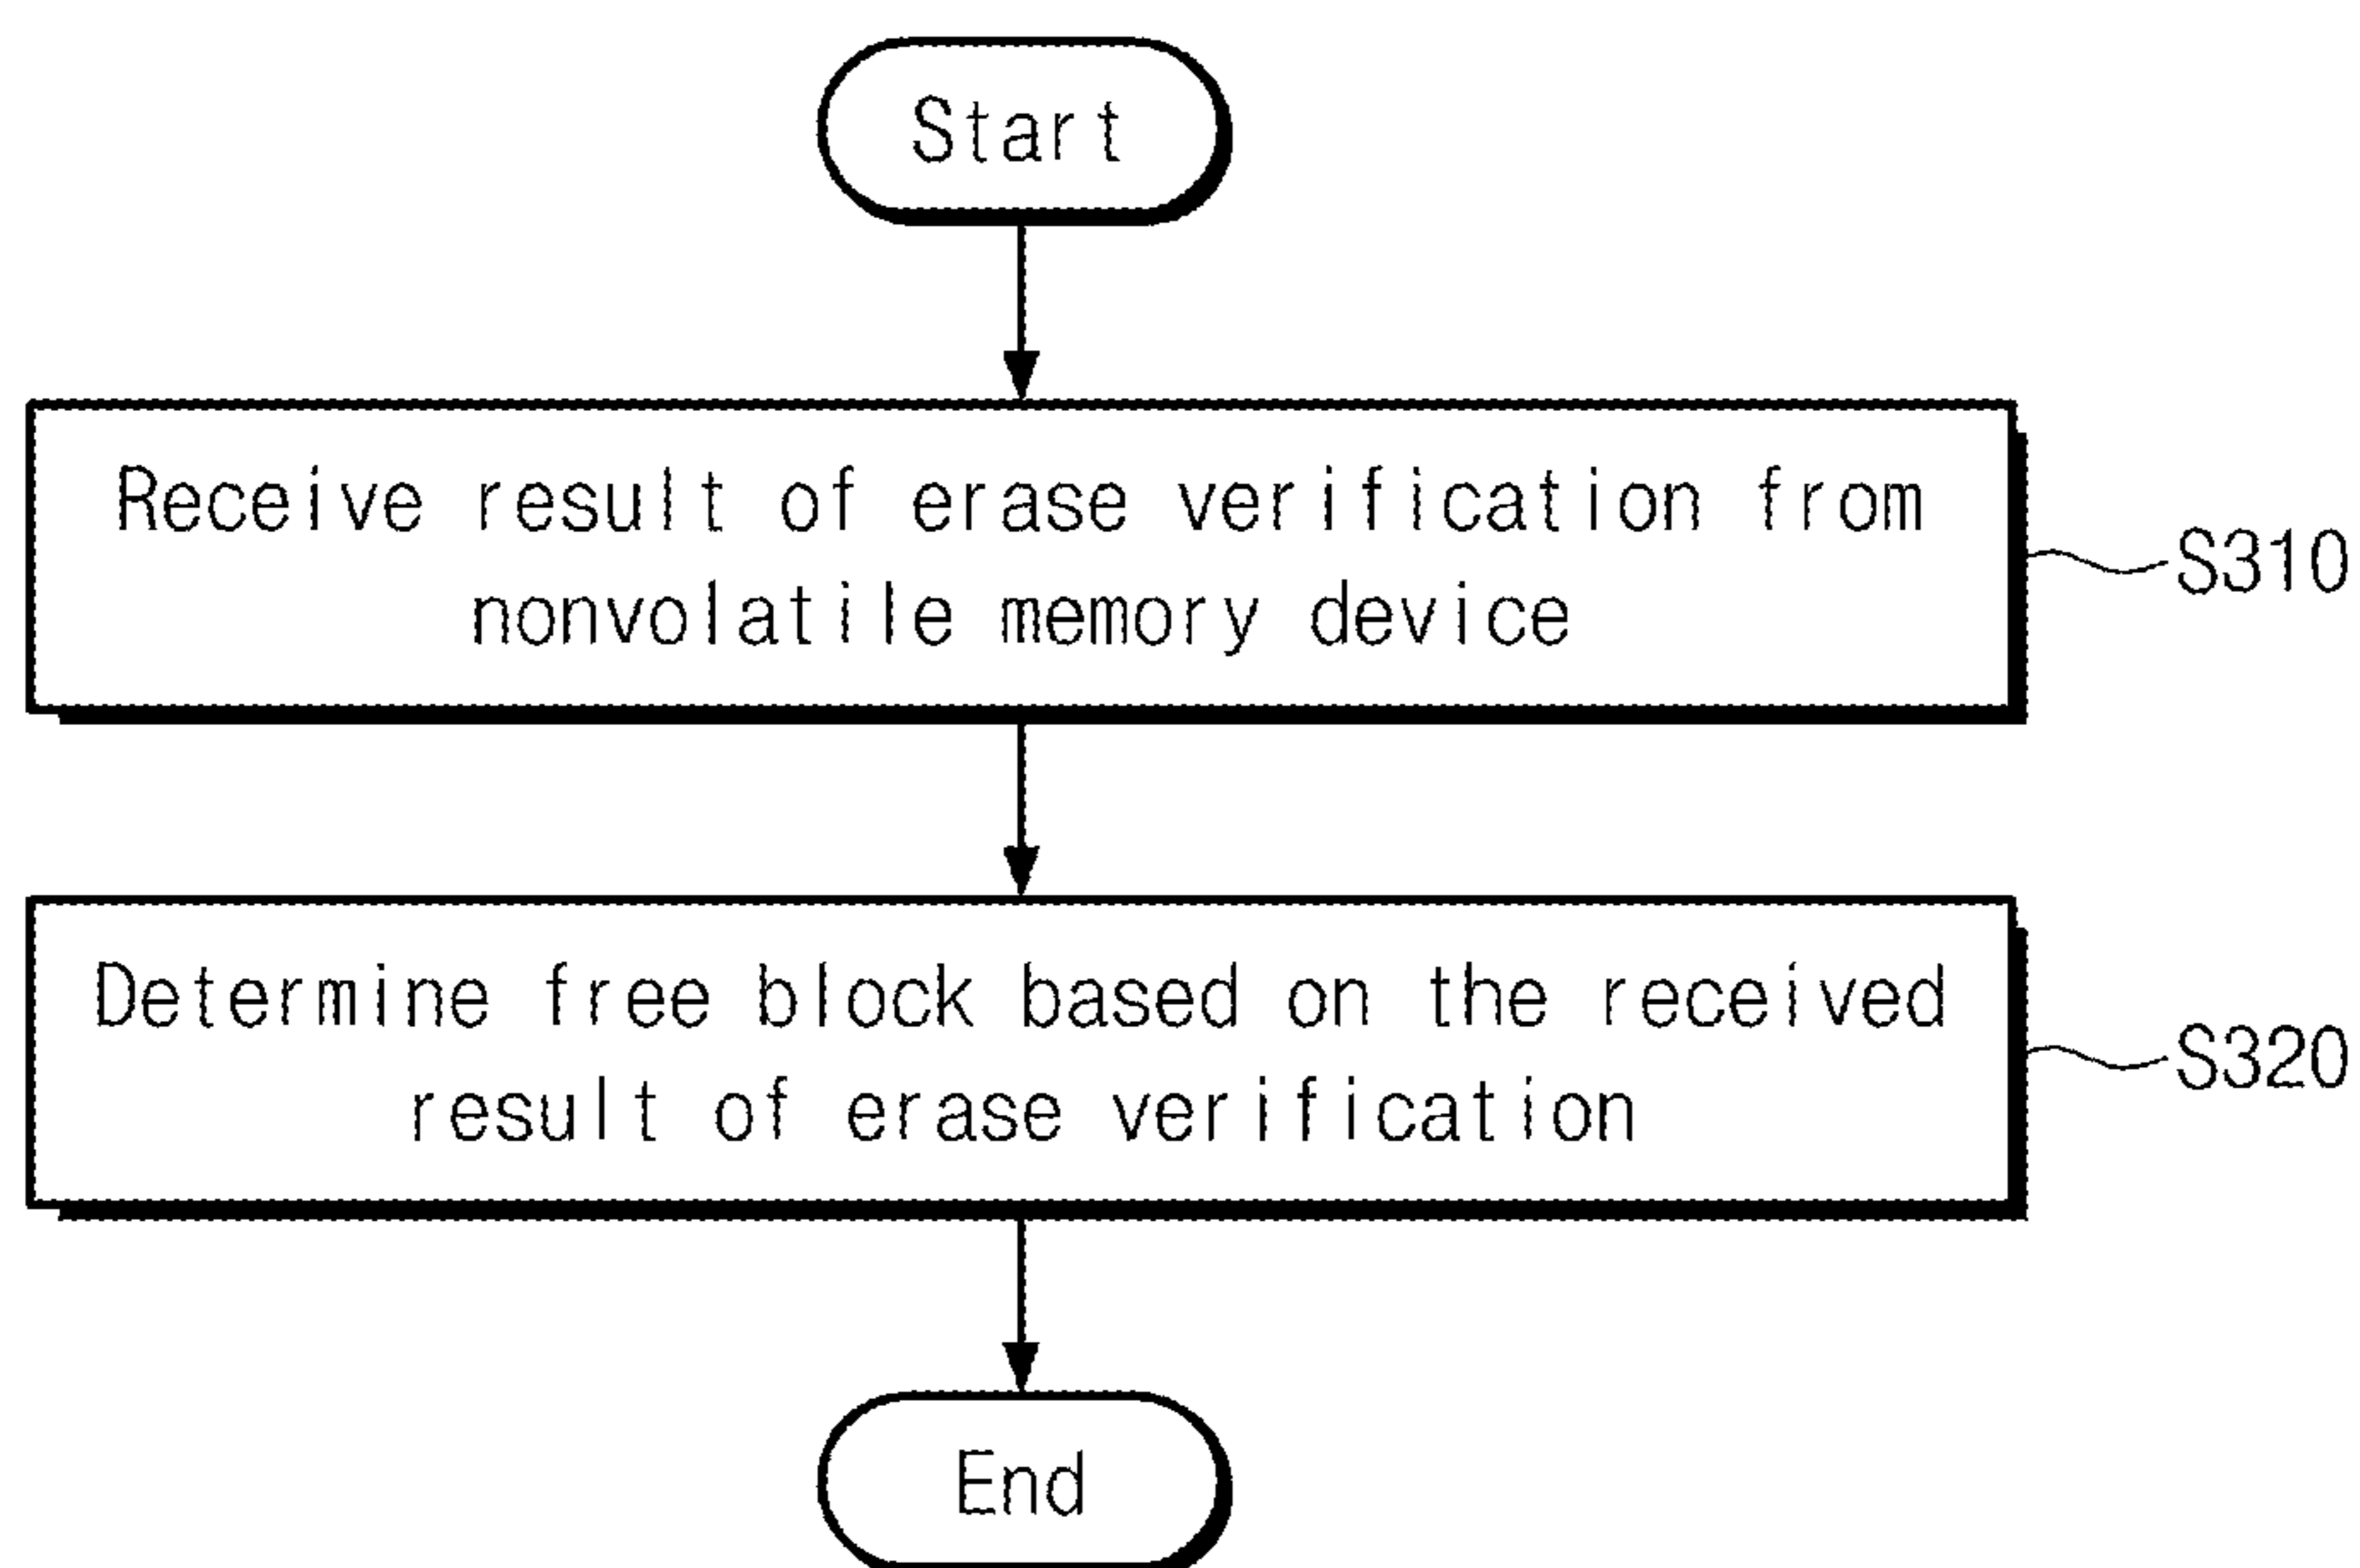 Start
Receive result of erase verification from
nonvolatile memory device
S310
Determine free block based on the received
result of erase verification
S320
End